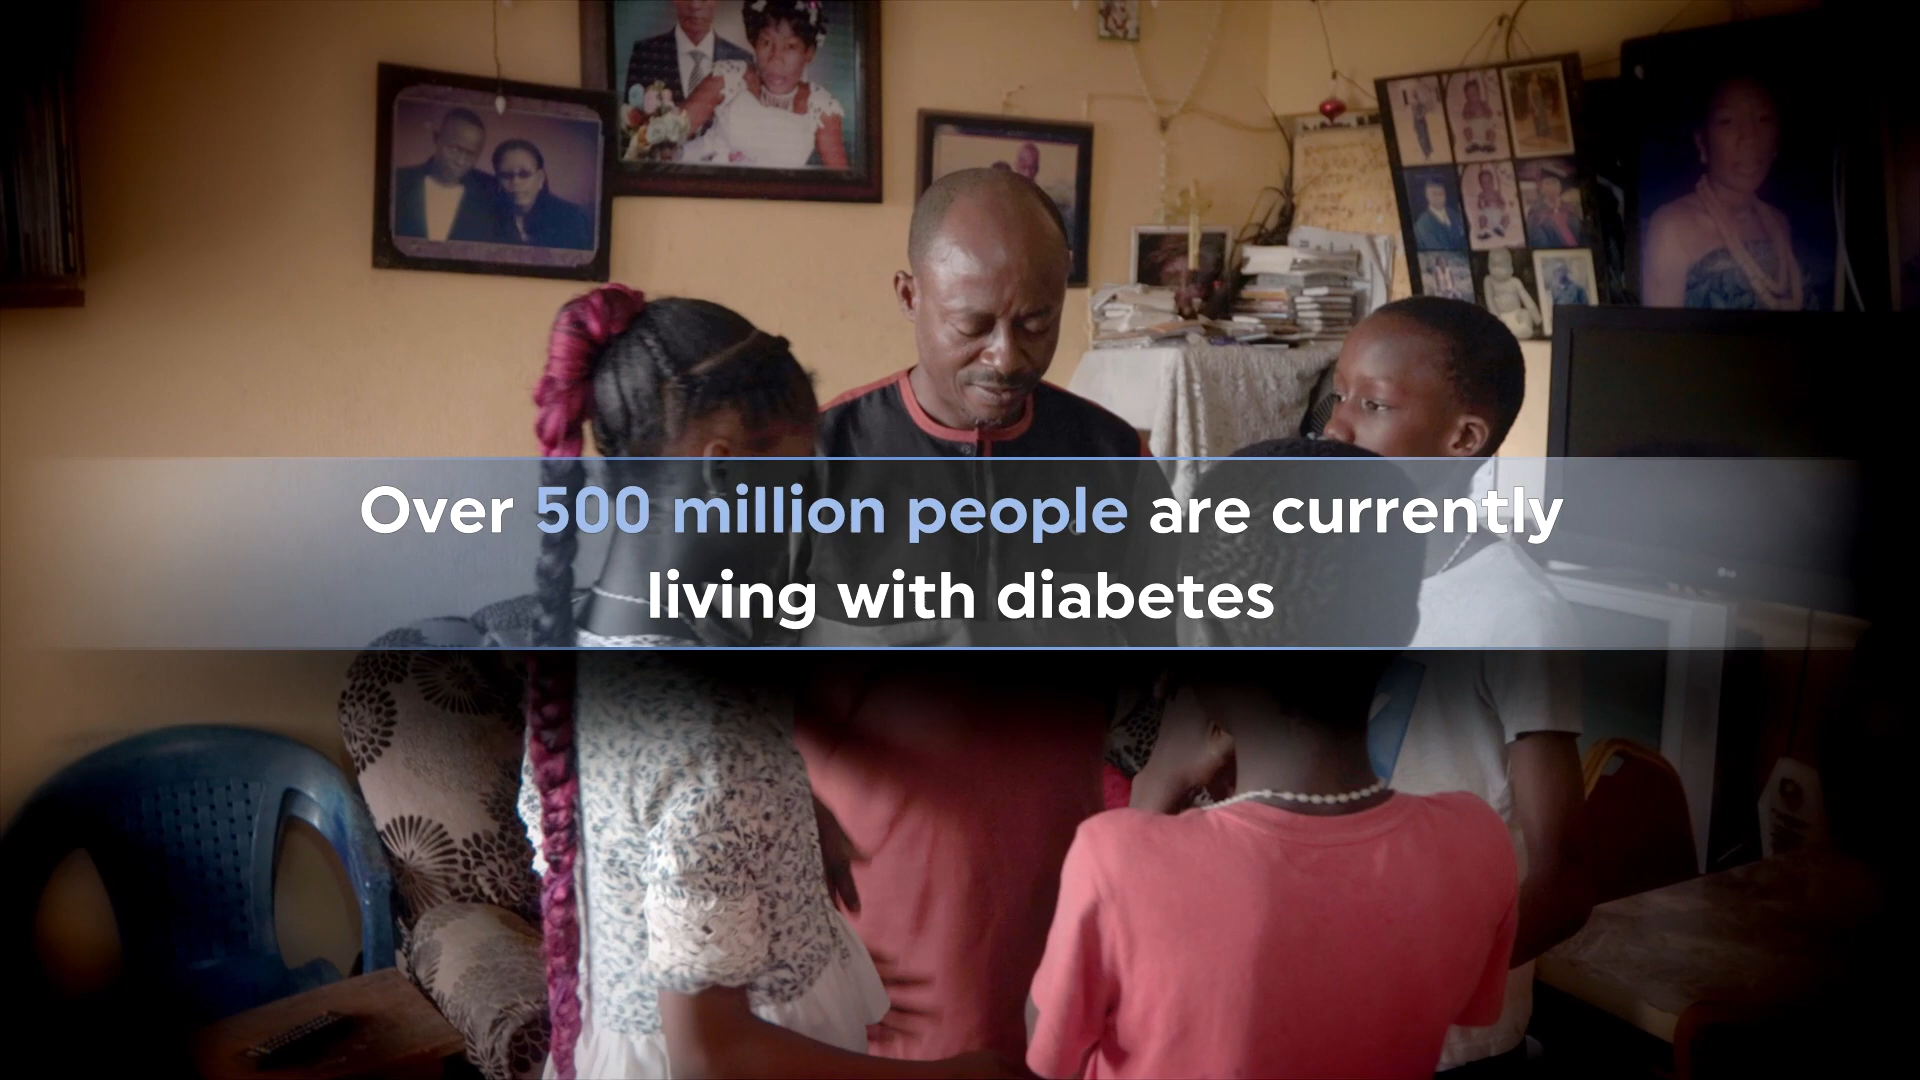 Over 500 million people are currently
living with diabetes